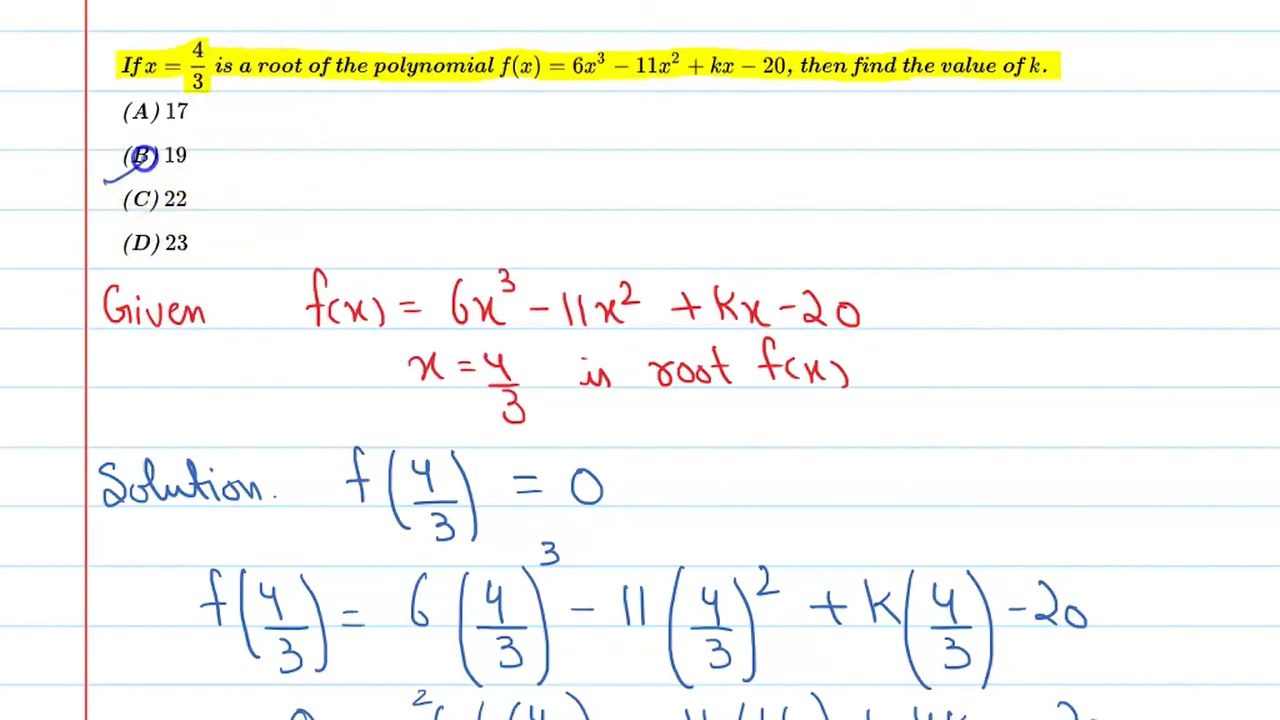 If x = 4/3 is a root of the polynomial f(x) = 6x³ − 11x² + kx − 20, then find the value of k.
(A) 17
(B) 19
(C) 22
(D) 23
Given f(x) = 6x³ − 11x² + Kx − 20
x = 4/3 is root f(x)
Solution. f(4/3) = 0
f(4/3) = 6(4/3)³ − 11(4/3)² + K(4/3) − 20